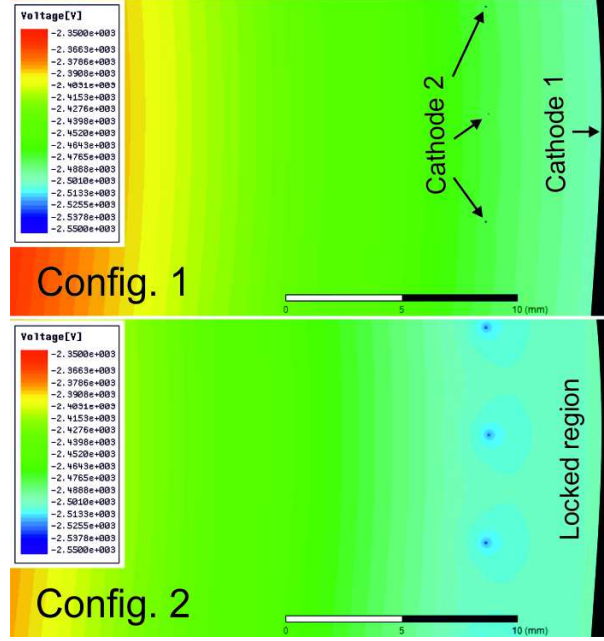 Voltage[V]
-2.3500e+003
-2.3663e+003
-2.3786e+003
-2.3908e+003
-2.4031e+003
-2.4153e+003
-2.4276e+003
-2.4398e+003
-2.4520e+003
-2.4643e+003
-2.4765e+003
-2.4888e+003
-2.5010e+003
-2.5133e+003
-2.5255e+003
-2.5378e+003
-2.5500e+003
Cathode 2
Cathode 1
Config. 1
0
5
10 (mm)
Voltage[V]
-2.3500e+003
-2.3663e+003
-2.3786e+003
-2.3908e+003
-2.4031e+003
-2.4153e+003
-2.4276e+003
-2.4398e+003
-2.4520e+003
-2.4643e+003
-2.4765e+003
-2.4888e+003
-2.5010e+003
-2.5133e+003
-2.5255e+003
-2.5378e+003
-2.5500e+003
Locked region
Config. 2
0
5
10 (mm)